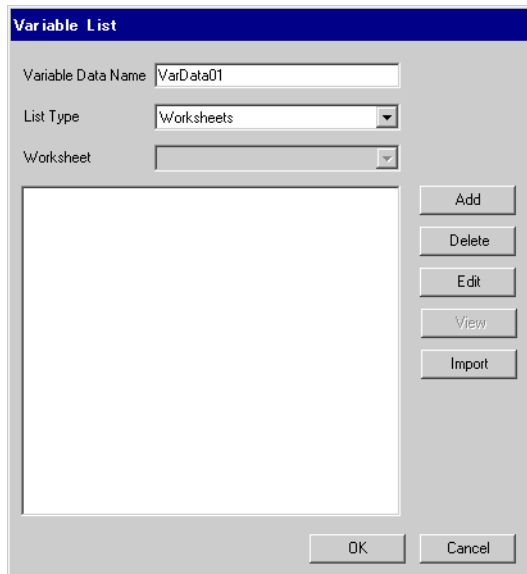 Variable List
Variable Data Name VarData01
List Type Worksheets
Worksheet
Add
Delete
Edit
View
Import
OK Cancel